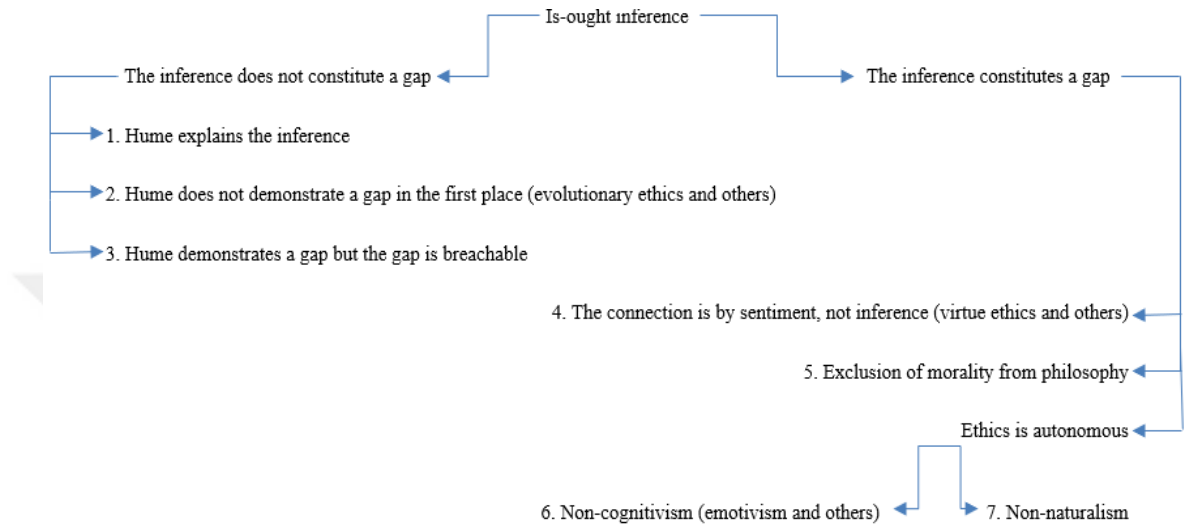 Is-ought inference
The inference does not constitute a gap
The inference constitutes a gap
1. Hume explains the inference
2. Hume does not demonstrate a gap in the first place (evolutionary ethics and others)
3. Hume demonstrates a gap but the gap is breachable
4. The connection is by sentiment, not inference (virtue ethics and others)
5. Exclusion of morality from philosophy
Ethics is autonomous
6. Non-cognitivism (emotivism and others)
7. Non-naturalism